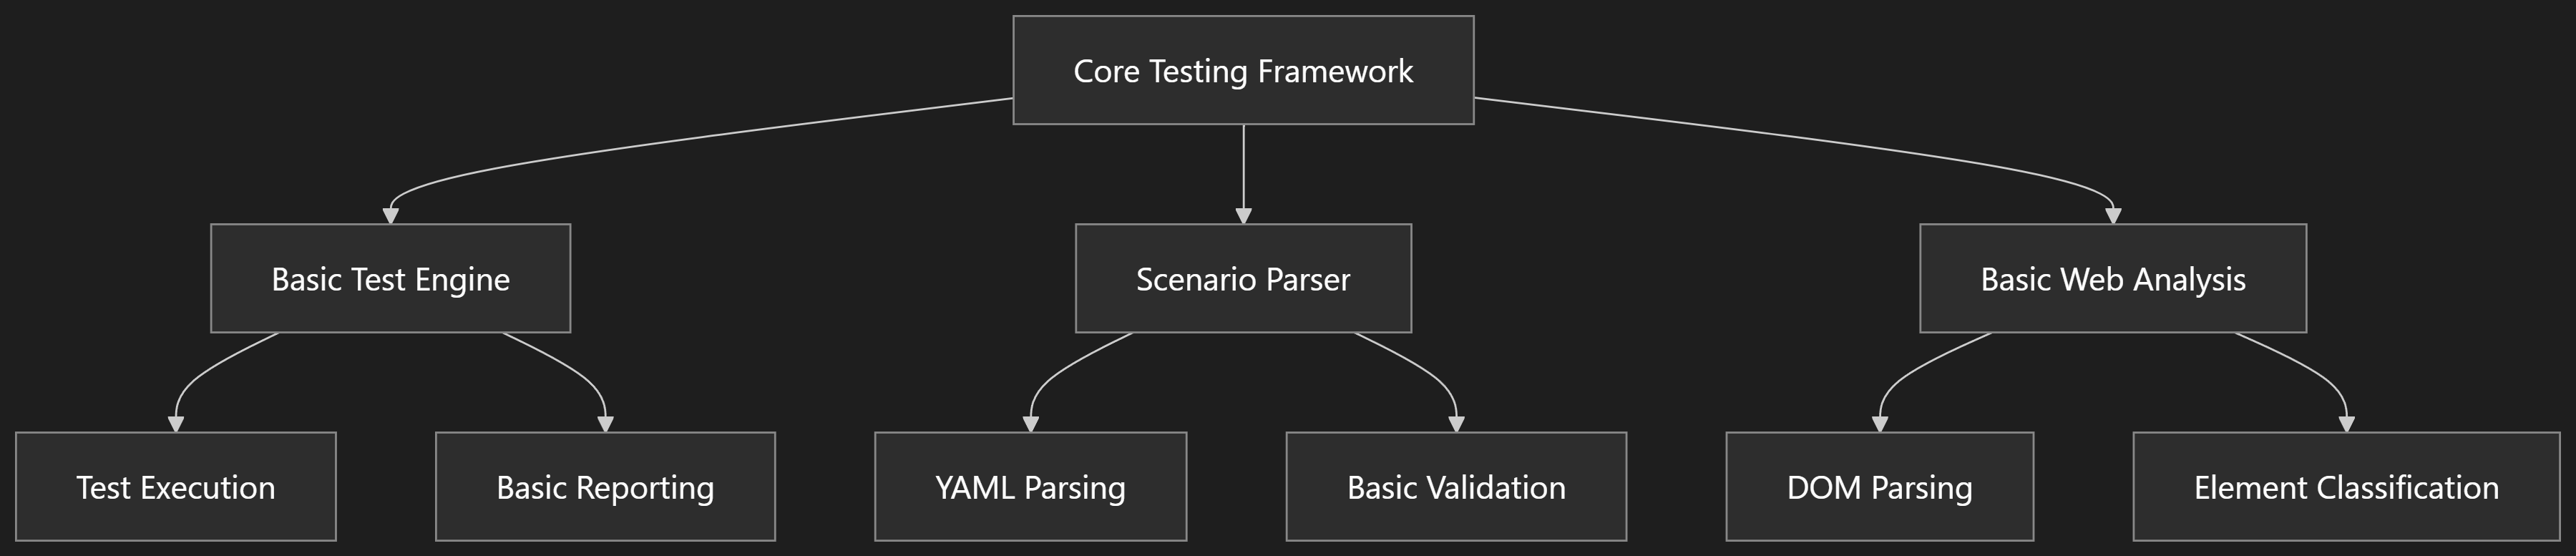 Core Testing Framework
Basic Test Engine
Scenario Parser
Basic Web Analysis
Test Execution
Basic Reporting
YAML Parsing
Basic Validation
DOM Parsing
Element Classification